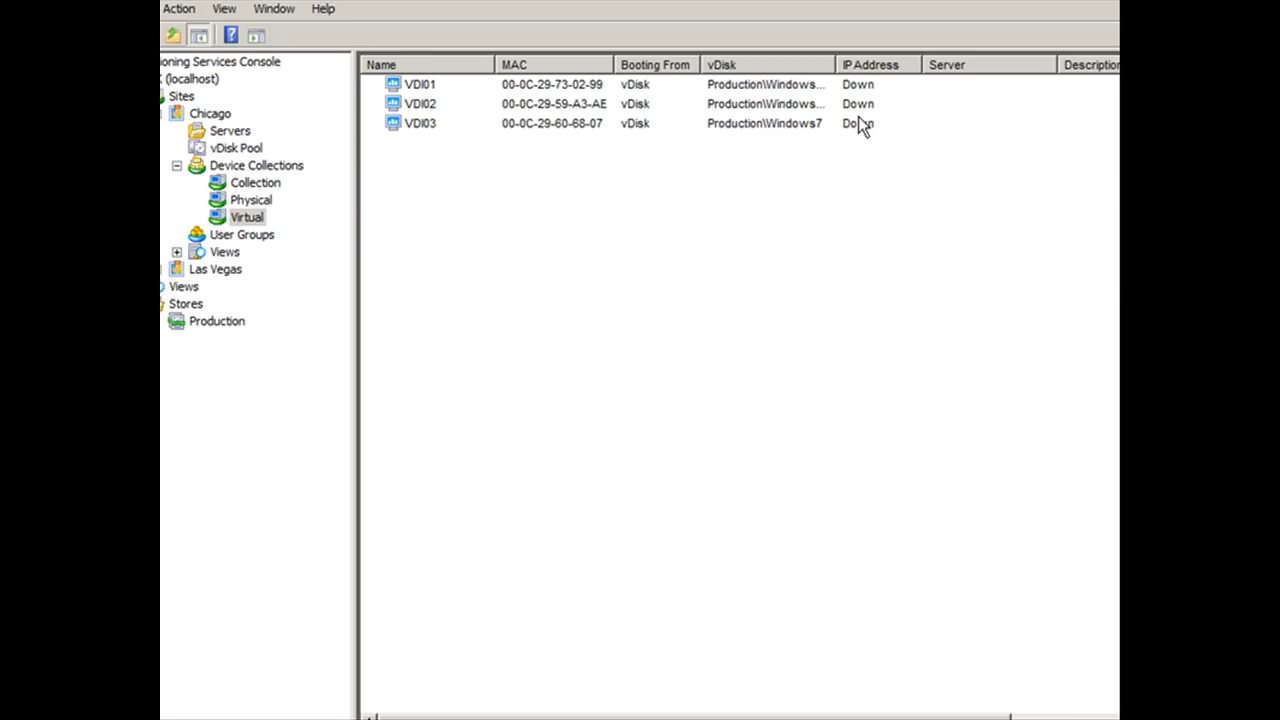 Action View Window Help
oning Services Console
(localhost)
Sites
Chicago
Servers
vDisk Pool
Device Collections
Collection
Physical
Virtual
User Groups
Views
Las Vegas
Views
Stores
Production
Name MAC Booting From vDisk IP Address Server Description
VDI01 00-0C-29-73-02-99 vDisk Production\Windows... Down
VDI02 00-0C-29-59-A3-AE vDisk Production\Windows... Down
VDI03 00-0C-29-60-68-07 vDisk Production\Windows7 Down